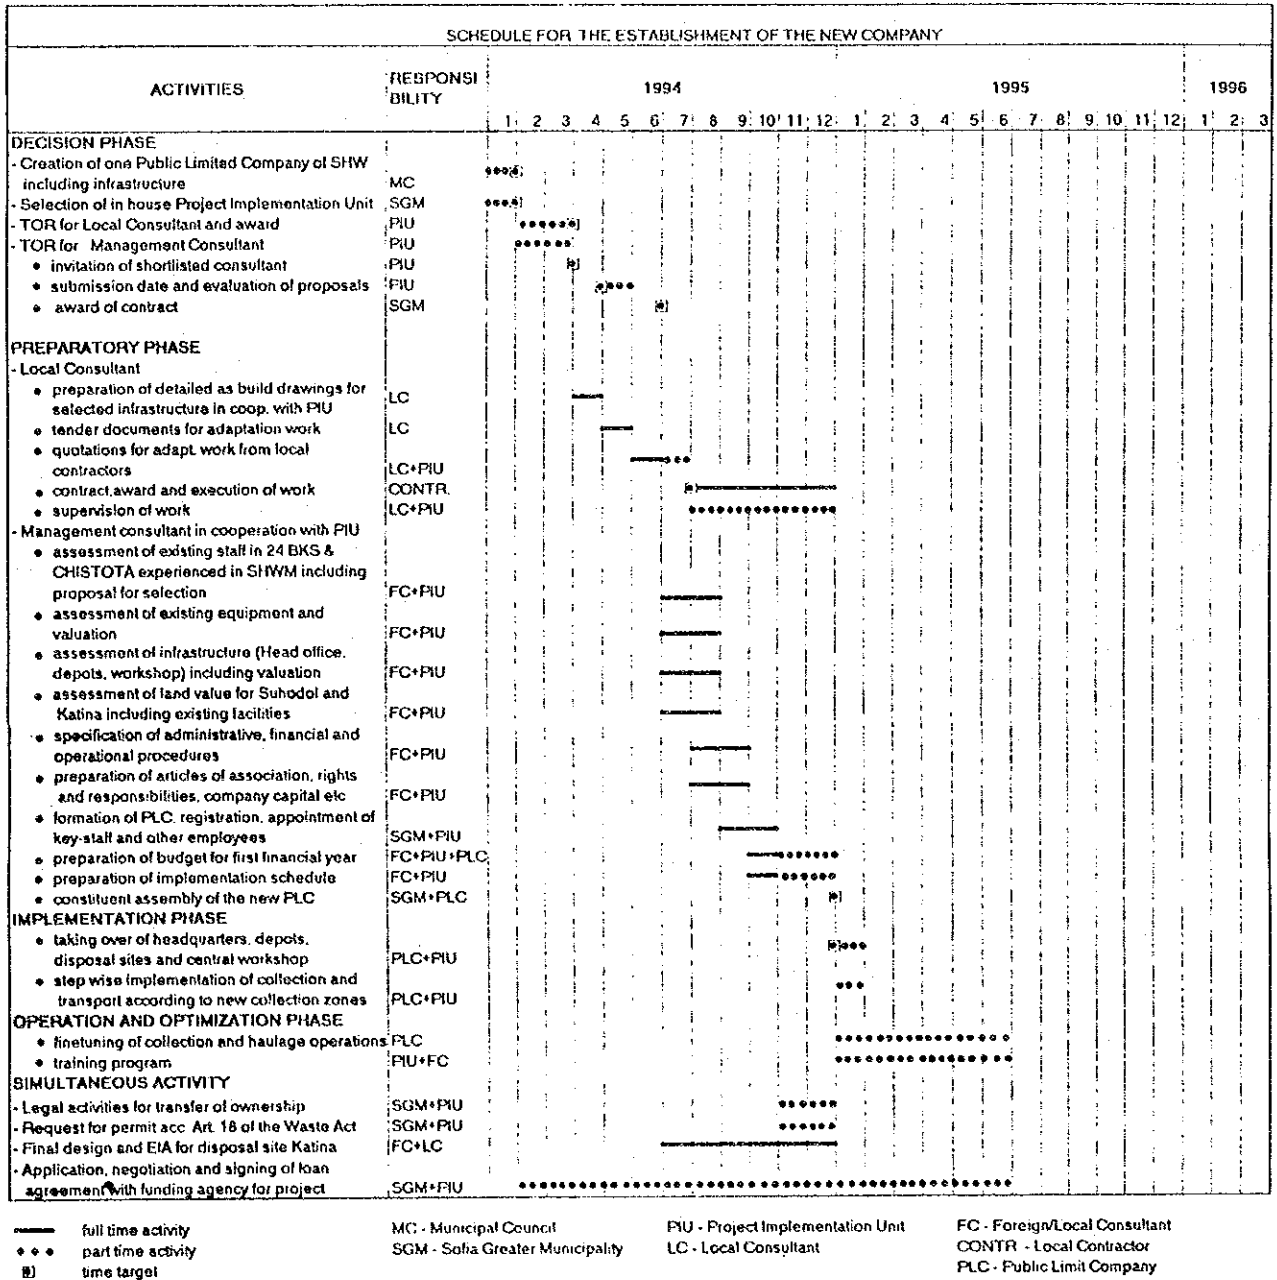 SCHEDULE FOR THE ESTABLISHMENT OF THE NEW COMPANY
ACTIVITIES RESPONSI BILITY 1994 1995 1996
1 2 3 4 5 6 7 8 9 10 11 12 1 2 3 4 5 6 7 8 9 10 11 12 1 2 3
DECISION PHASE
- Creation of one Public Limited Company of SHW
including infrastructure MC
- Selection of in house Project Implementation Unit SGM
- TOR for Local Consultant and award PIU
- TOR for Management Consultant PIU
• invitation of shortlisted consultant PIU
• submission date and evaluation of proposals PIU
• award of contract SGM
PREPARATORY PHASE
- Local Consultant
• preparation of detailed as build drawings for
selected infrastructure in coop. with PIU LC
• tender documents for adaptation work LC
• quotations for adapt. work from local
contractors LC+PIU
• contract, award and execution of work CONTR.
• supervision of work LC+PIU
- Management consultant in cooperation with PIU
• assessment of existing staff in 24 BKS &
CHISTOTA experienced in SHWM including
proposal for selection FC+PIU
• assessment of existing equipment and
valuation FC+PIU
• assessment of infrastructure (Head office,
depots, workshop) including valuation FC+PIU
• assessment of land value for Suhodol and
Katina including existing facilities FC+PIU
• specification of administrative, financial and
operational procedures FC+PIU
• preparation of articles of association, rights
and responsibilities, company capital etc FC+PIU
• formation of PLC, registration, appointment of
key-staff and other employees SGM+PIU
• preparation of budget for first financial year FC+PIU+PLC
• preparation of implementation schedule FC+PIU
• constituent assembly of the new PLC SGM+PLC
IMPLEMENTATION PHASE
• taking over of headquarters, depots,
disposal sites and central workshop PLC+PIU
• step wise implementation of collection and
transport according to new collection zones PLC+PIU
OPERATION AND OPTIMIZATION PHASE
• finetuning of collection and haulage operations PLC
• training program PIU+FC
SIMULTANEOUS ACTIVITY
- Legal activities for transfer of ownership SGM+PIU
- Request for permit acc. Art. 18 of the Waste Act SGM+PIU
- Final design and EIA for disposal site Katina FC+LC
- Application, negotiation and signing of loan
agreement with funding agency for project SGM+PIU
full time activity MC - Municipal Council PIU - Project Implementation Unit FC - Foreign/Local Consultant
part time activity SGM - Sofia Greater Municipality LC - Local Consultant CONTR - Local Contractor
time target PLC - Public Limit Company